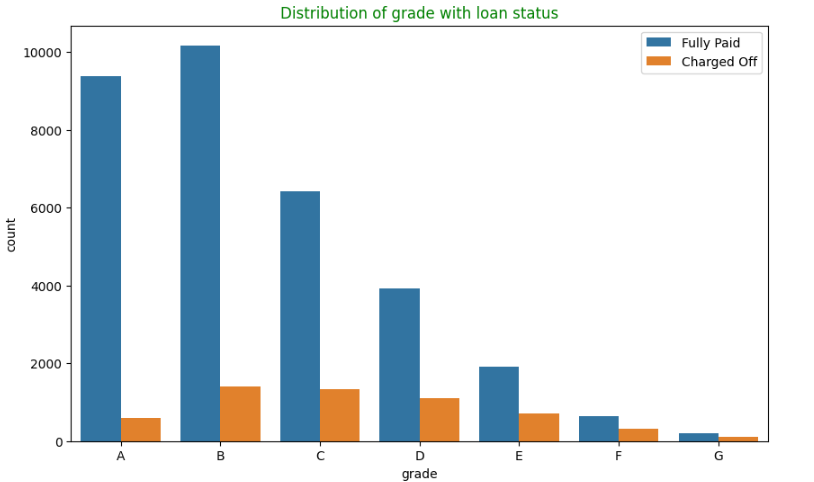 Distribution of grade with loan status
Fully Paid
Charged Off
10000
8000
6000
4000
2000
0
count
A B C D E F G
grade